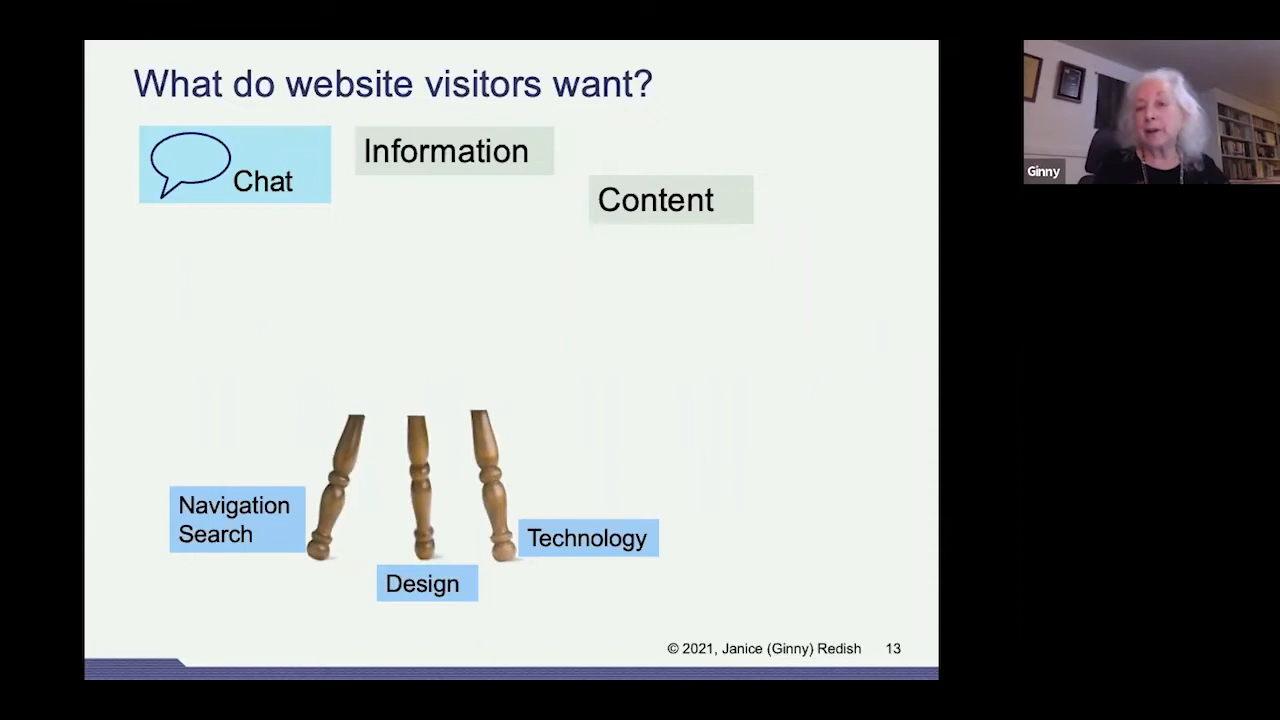 What do website visitors want?
Chat
Information
Content
Navigation
Search
Technology
Design
© 2021, Janice (Ginny) Redish 13
Ginny